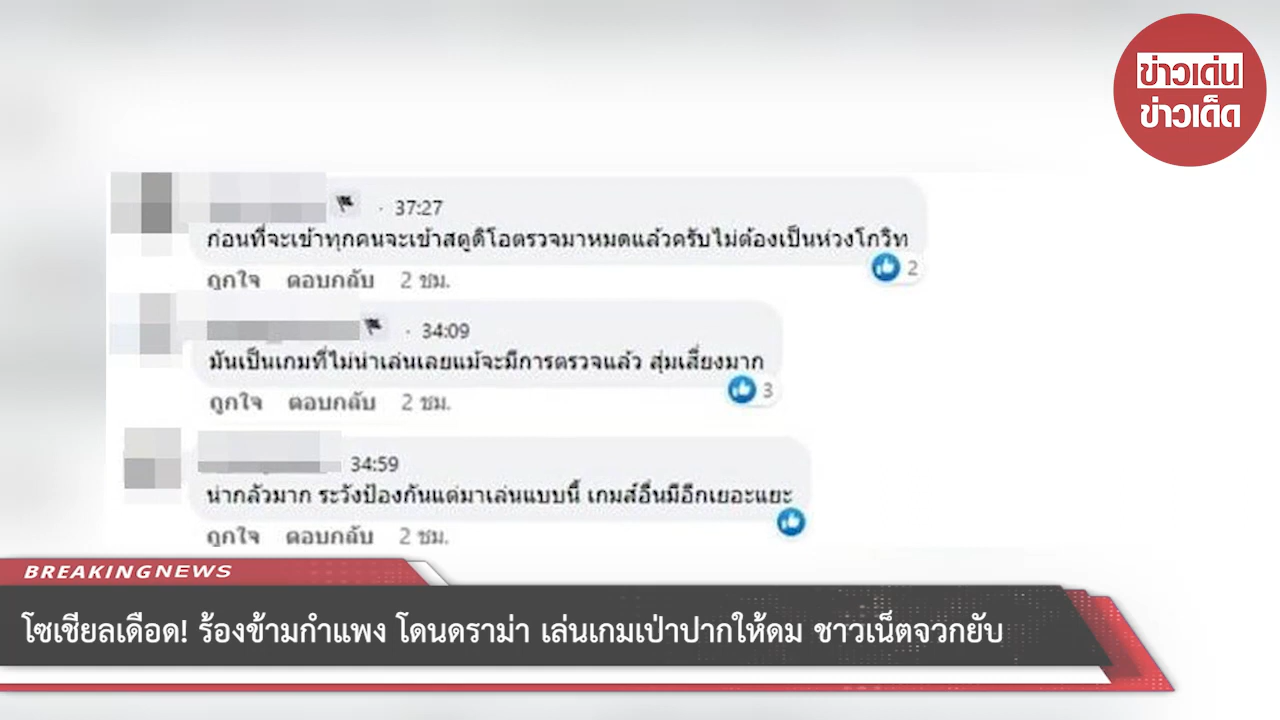 ข่าวเด่น
ข่าวเด็ด
· 37:27
ก่อนที่จะเข้าทุกคนจะเข้าสตูดิโอตรวจมาหมดแล้วครับไม่ต้องเป็นห่วงโกวิท
ถูกใจ ตอบกลับ 2 ชม. 2
· 34:09
มันเป็นเกมที่ไม่น่าเล่นเลยแม้จะมีการตรวจแล้ว สุ่มเสี่ยงมาก
ถูกใจ ตอบกลับ 2 ชม. 3
34:59
น่ากลัวมาก ระวังป้องกันแต่มาเล่นแบบนี้ เกมส์อื่นมีอีกเยอะแยะ
ถูกใจ ตอบกลับ 2 ชม.
BREAKINGNEWS
โซเชียลเดือด! ร้องข้ามกำแพง โดนดราม่า เล่นเกมเป่าปากให้ดม ชาวเน็ตจวกยับ